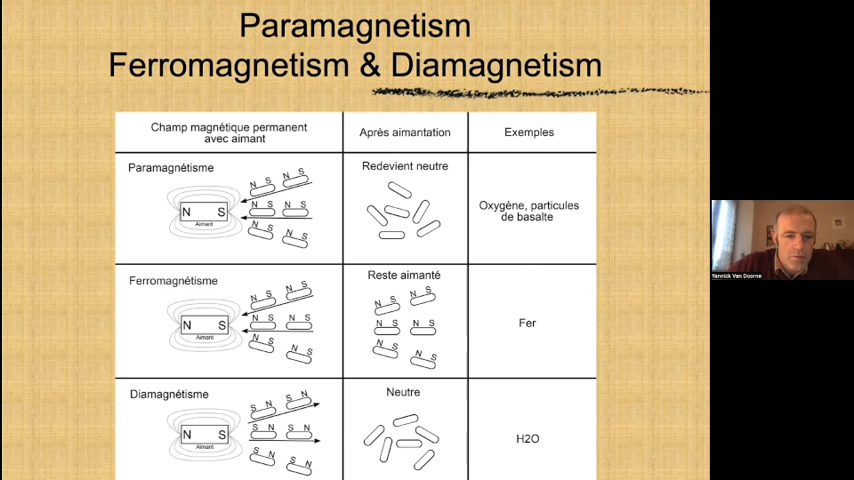 Paramagnetism
Ferromagnetism & Diamagnetism
Champ magnétique permanent
avec aimant
Après aimantation
Exemples
Paramagnétisme
N S
Aimant
N S
N S
N S
N S
N S
N S
Redevient neutre
Oxygène, particules
de basalte
Ferromagnétisme
N S
Aimant
N S
N S
N S
N S
N S
N S
Reste aimanté
N S
N S
N S
N S
N S
N S
Fer
Diamagnétisme
N S
Aimant
S N
S N
S N
S N
S N
S N
Neutre
H2O
Yannick Van Doorne